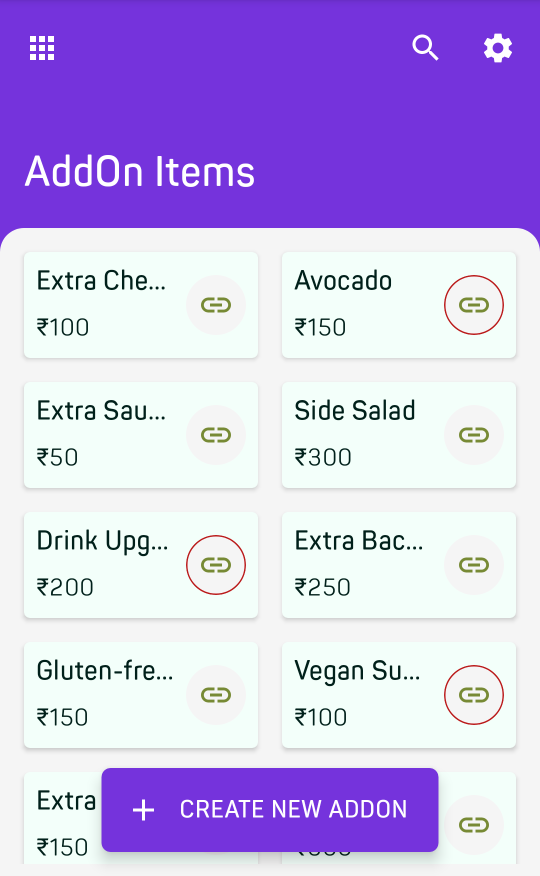 AddOn Items
Extra Che...
₹100
Avocado
₹150
Extra Sau...
₹50
Side Salad
₹300
Drink Upg...
₹200
Extra Bac...
₹250
Gluten-fre...
₹150
Vegan Su...
₹100
Extra
₹150
CREATE NEW ADDON